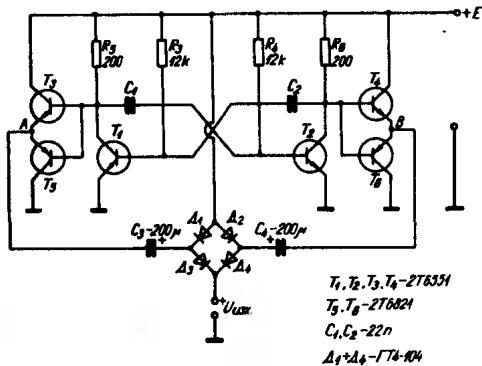 +E
R5
200
R3
12k
R4
12k
R6
200
T3
C1
C2
T4
A
B
T1
T2
T5
T6
C3-200μ
+
Д1
Д2
+
C4-200μ
Д3
Д4
+
Uизх.
T1, T2, T3, T4-2T6551
T5, T6-2T6821
C1, C2-22n
Д1÷Д4-ГТ4-104